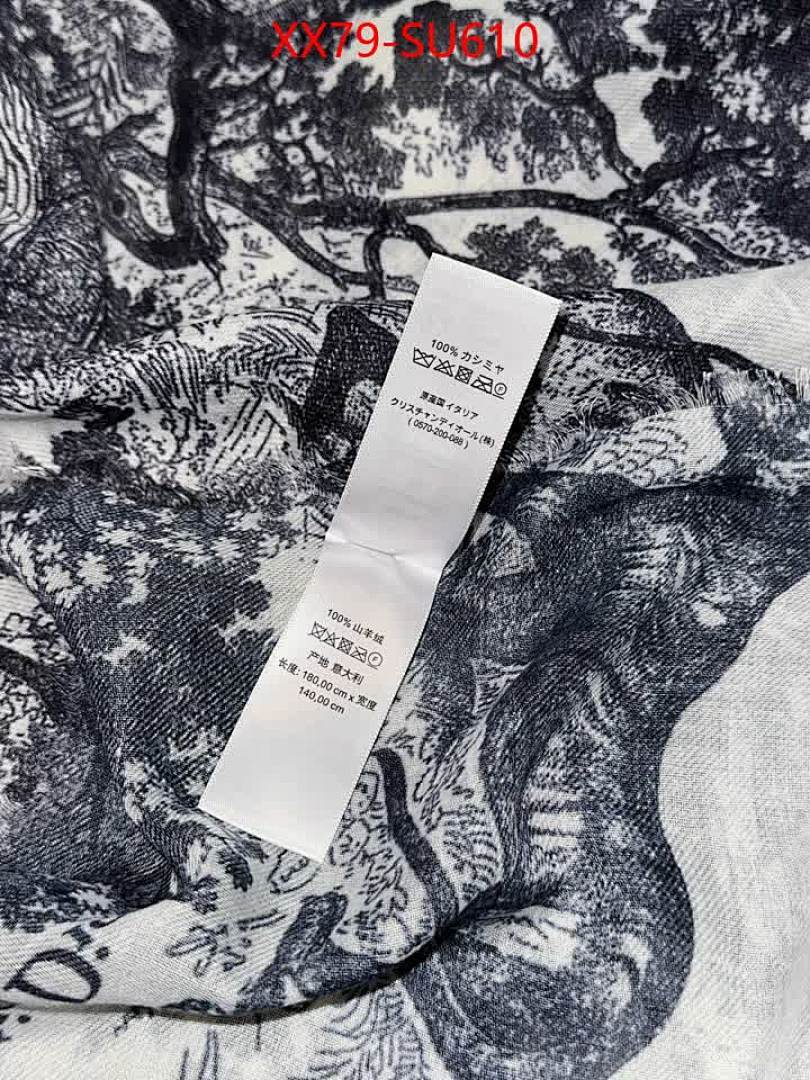 XX79-SU610
100% カシミヤ
F
原産国 イタリア
クリスチャンディオール(株)
( 0570-200-088 )
100% 山羊绒
F
产地 意大利
长度: 180,00 cm x 宽度
140,00 cm
D